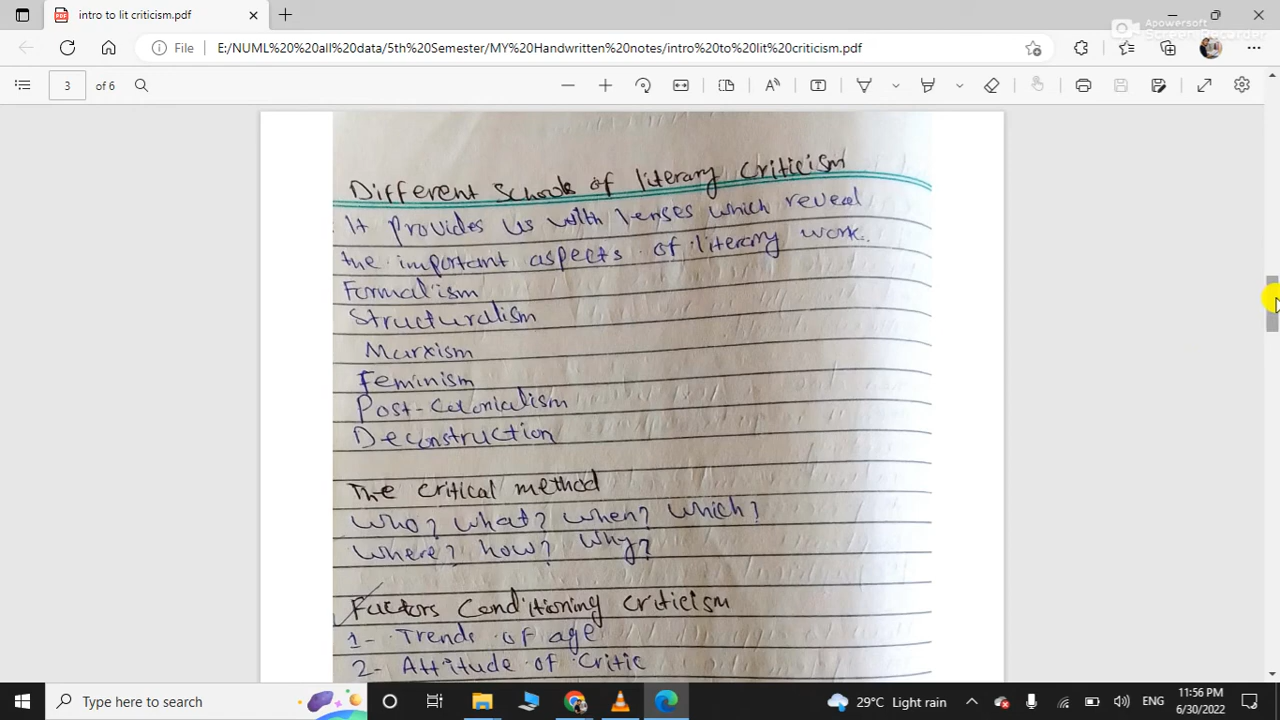 intro to lit criticism.pdf
Apowersoft
Screen Recorder
File E:/NUML%20%20all%20data/5th%20Semester/MY%20Handwritten%20notes/intro%20to%20lit%20criticism.pdf
3 of 6
Different Schools of literary Criticism
It provides us with lenses which reveal
the important aspects of literary work.
Formalism
Structuralism
Marxism
Feminism
Post-Colonialism
Deconstruction
The critical method
Who? what? when? which?
Where? how? Why?
Factors Conditioning criticism
1- Trends of age
2- Attitude of Critic
Type here to search
29°C Light rain
ENG
11:56 PM
6/30/2022